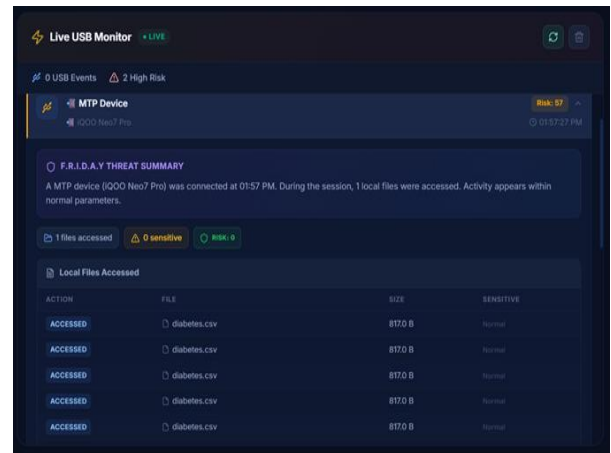 Live USB Monitor • LIVE
0 USB Events 2 High Risk
MTP Device Risk: 57
iQOO Neo7 Pro 01:57:27 PM
F.R.I.D.A.Y THREAT SUMMARY
A MTP device (iQOO Neo7 Pro) was connected at 01:57 PM. During the session, 1 local files were accessed. Activity appears within
normal parameters.
1 files accessed 0 sensitive RISK: 0
Local Files Accessed
ACTION FILE SIZE SENSITIVE
ACCESSED diabetes.csv 817.0 B Normal
ACCESSED diabetes.csv 817.0 B Normal
ACCESSED diabetes.csv 817.0 B Normal
ACCESSED diabetes.csv 817.0 B Normal
ACCESSED diabetes.csv 817.0 B Normal